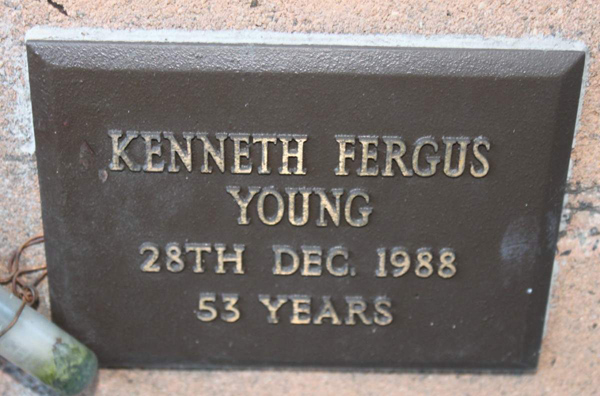 KENNETH FERGUS
YOUNG
28TH DEC. 1988
53 YEARS